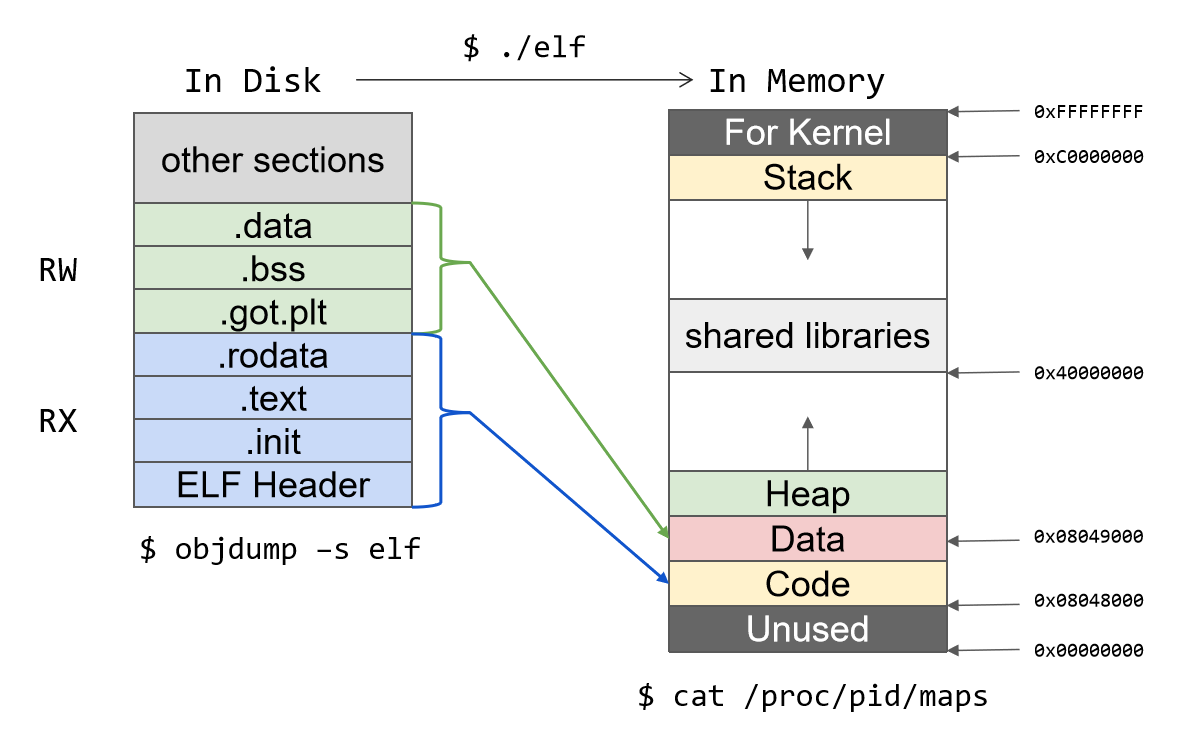 $ ./elf
In Disk
In Memory
other sections
.data
.bss
.got.plt
.rodata
.text
.init
ELF Header
RW
RX
$ objdump –s elf
For Kernel
Stack
shared libraries
Heap
Data
Code
Unused
0xFFFFFFFF
0xC0000000
0x40000000
0x08049000
0x08048000
0x00000000
$ cat /proc/pid/maps